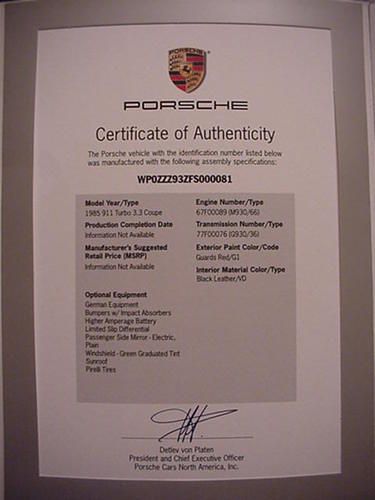 PORSCHE
PORSCHE
Certificate of Authenticity
The Porsche vehicle with the identification number listed below
was manufactured with the following assembly specifications:
WP0ZZZ93ZFS000081
Model Year/Type
1985 911 Turbo 3.3 Coupe
Production Completion Date
Information Not Available
Manufacturer's Suggested
Retail Price (MSRP)
Information Not Available
Engine Number/Type
67F00089 (M930/66)
Transmission Number/Type
77F00076 (G930/36)
Exterior Paint Color/Code
Guards Red/G1
Interior Material Color/Type
Black Leather/VD
Optional Equipment
German Equipment
Bumpers w/ Impact Absorbers
Higher Amperage Battery
Limited Slip Differential
Passenger Side Mirror - Electric,
Plain
Windshield - Green Graduated Tint
Sunroof
Pirelli Tires
Detlev von Platen
President and Chief Executive Officer
Porsche Cars North America, Inc.